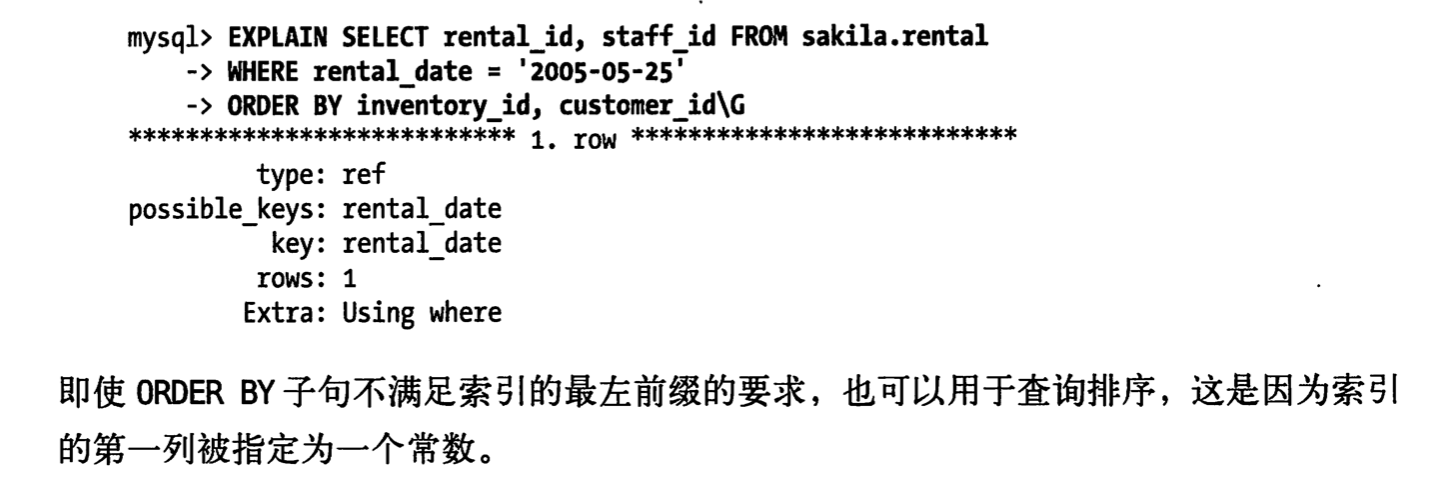 mysql> EXPLAIN SELECT rental_id, staff_id FROM sakila.rental
-> WHERE rental_date = '2005-05-25'
-> ORDER BY inventory_id, customer_id\G
*************************** 1. row ***************************
type: ref
possible_keys: rental_date
key: rental_date
rows: 1
Extra: Using where
即使 ORDER BY 子句不满足索引的最左前缀的要求，也可以用于查询排序，这是因为索引
的第一列被指定为一个常数。